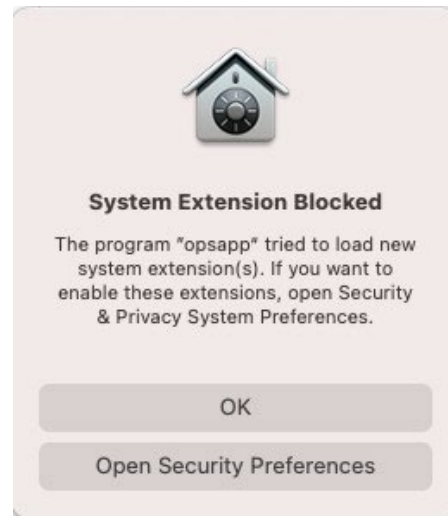 System Extension Blocked
The program "opsapp" tried to load new
system extension(s). If you want to
enable these extensions, open Security
& Privacy System Preferences.
OK
Open Security Preferences